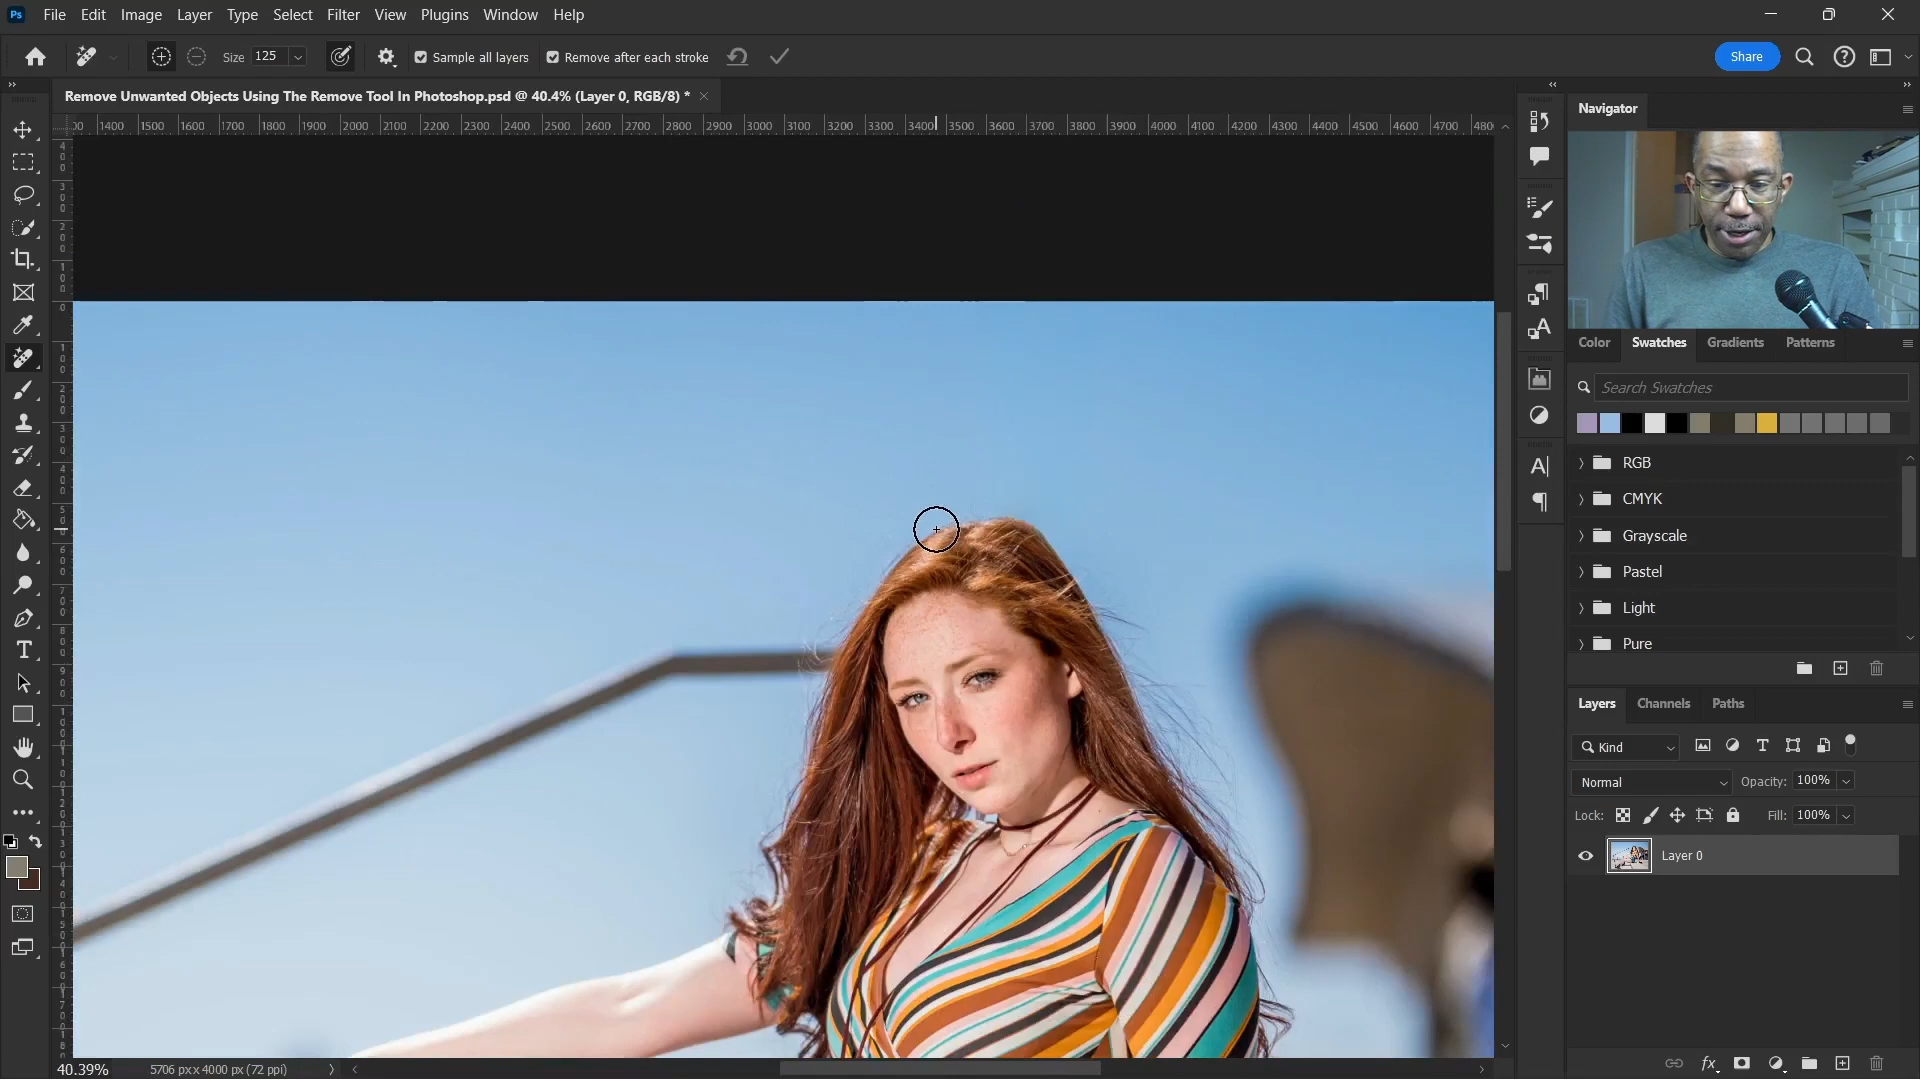 Ps File Edit Image Layer Type Select Filter View Plugins Window Help
Size 125 Sample all layers Remove after each stroke Share
Remove Unwanted Objects Using The Remove Tool In Photoshop.psd @ 40.4% (Layer 0, RGB/8) *
00 1400 1500 1600 1700 1800 1900 2000 2100 2200 2300 2400 2500 2600 2700 2800 2900 3000 3100 3200 3300 3400 3500 3600 3700 3800 3900 4000 4100 4200 4300 4400 4500 4600 4700 480
Navigator
Color Swatches Gradients Patterns
Search Swatches
RGB
CMYK
Grayscale
Pastel
Light
Pure
Layers Channels Paths
Kind
Normal Opacity: 100%
Lock: Fill: 100%
Layer 0
fx
40.39% 5706 px x 4000 px (72 ppi)